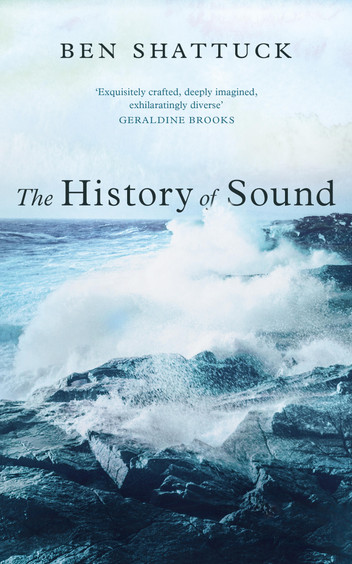 BEN SHATTUCK
‘Exquisitely crafted, deeply imagined,
exhilaratingly diverse’
GERALDINE BROOKS
The History of Sound